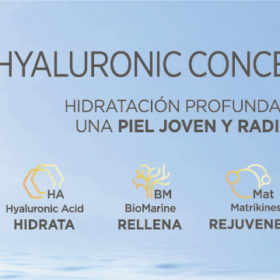 HYALURONIC CONCE
HIDRATACIÓN PROFUNDA
UNA PIEL JOVEN Y RADI
HA BM Mat
Hyaluronic Acid BioMarine Matrikines
HIDRATA RELLENA REJUVENE